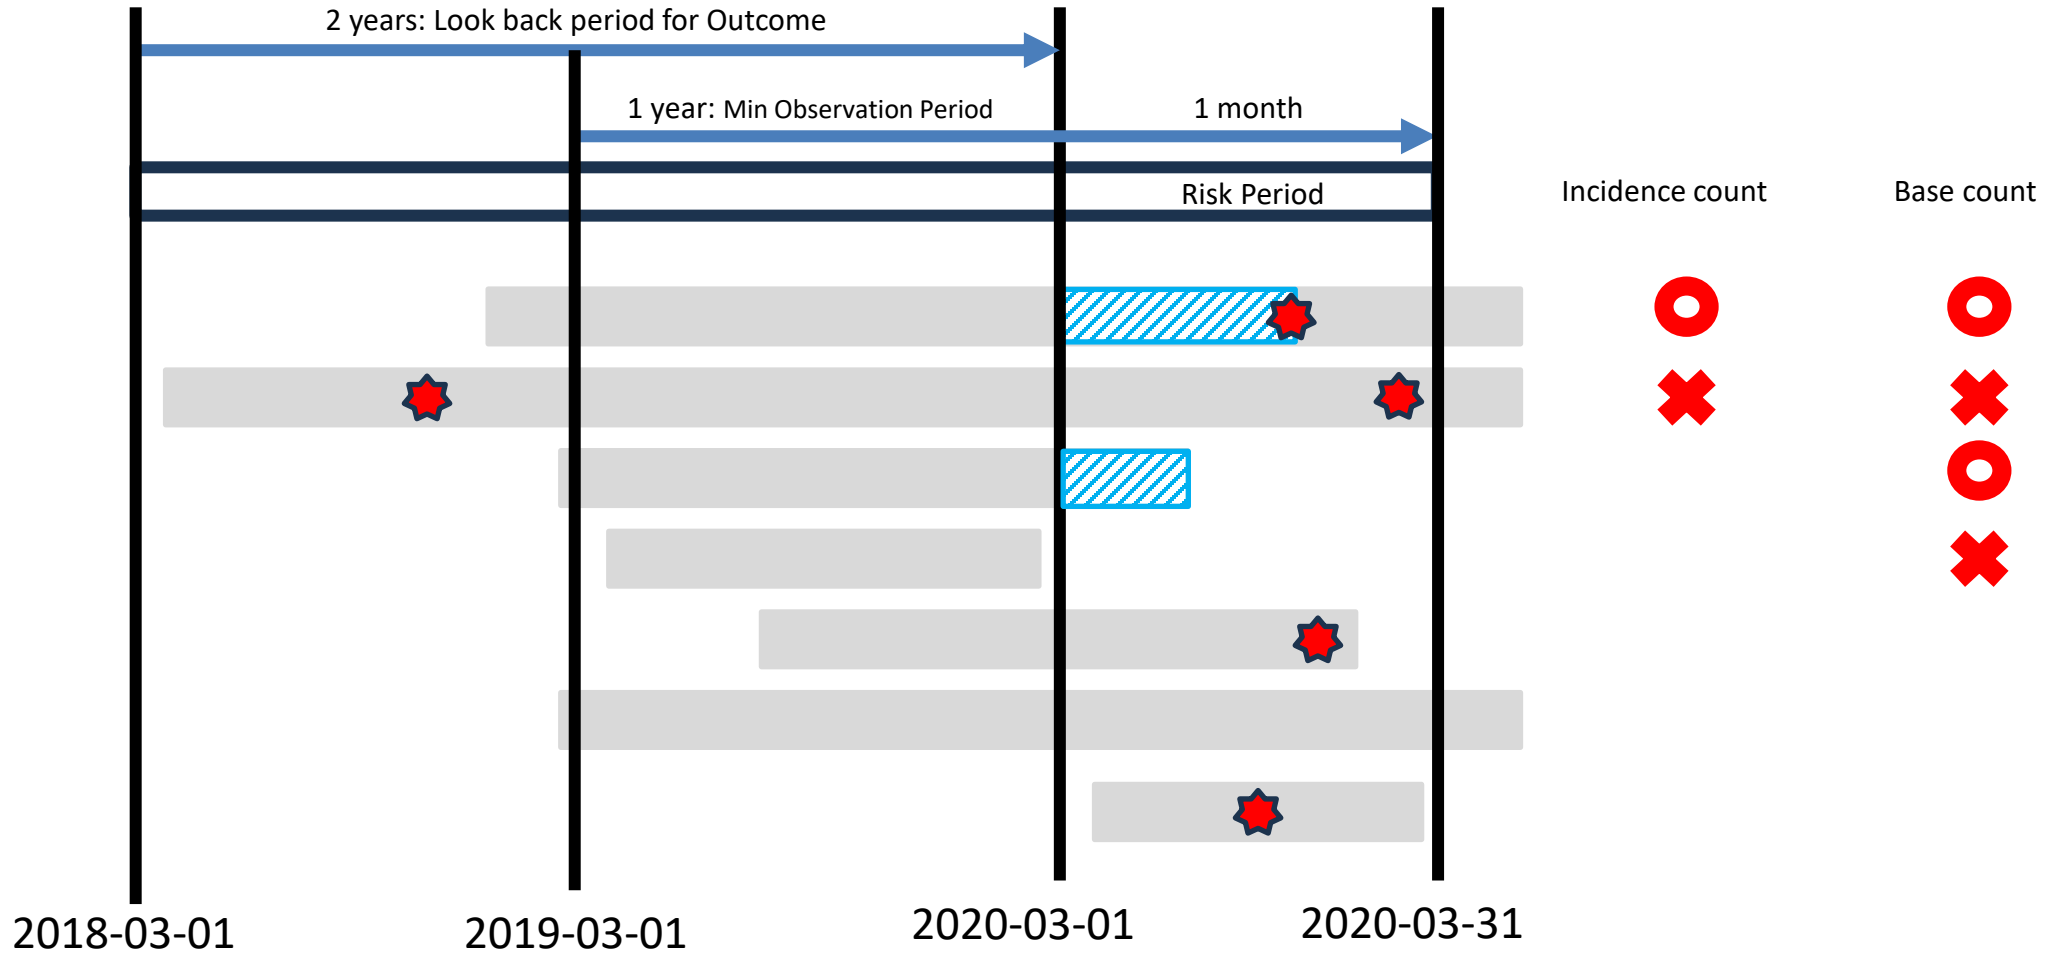 2 years: Look back period for Outcome
1 year: Min Observation Period
1 month
Risk Period
Incidence count
Base count
2018-03-01
2019-03-01
2020-03-01
2020-03-31